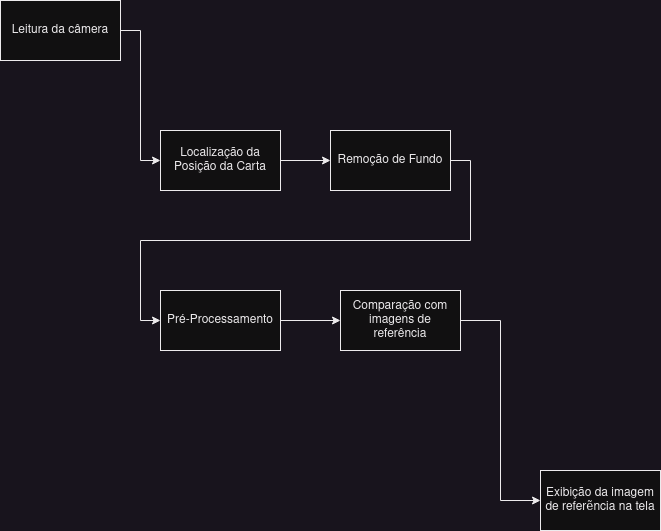 Leitura da câmera
Localização da
Posição da Carta
Remoção de Fundo
Pré-Processamento
Comparação com
imagens de
referência
Exibição da imagem
de referẽncia na tela